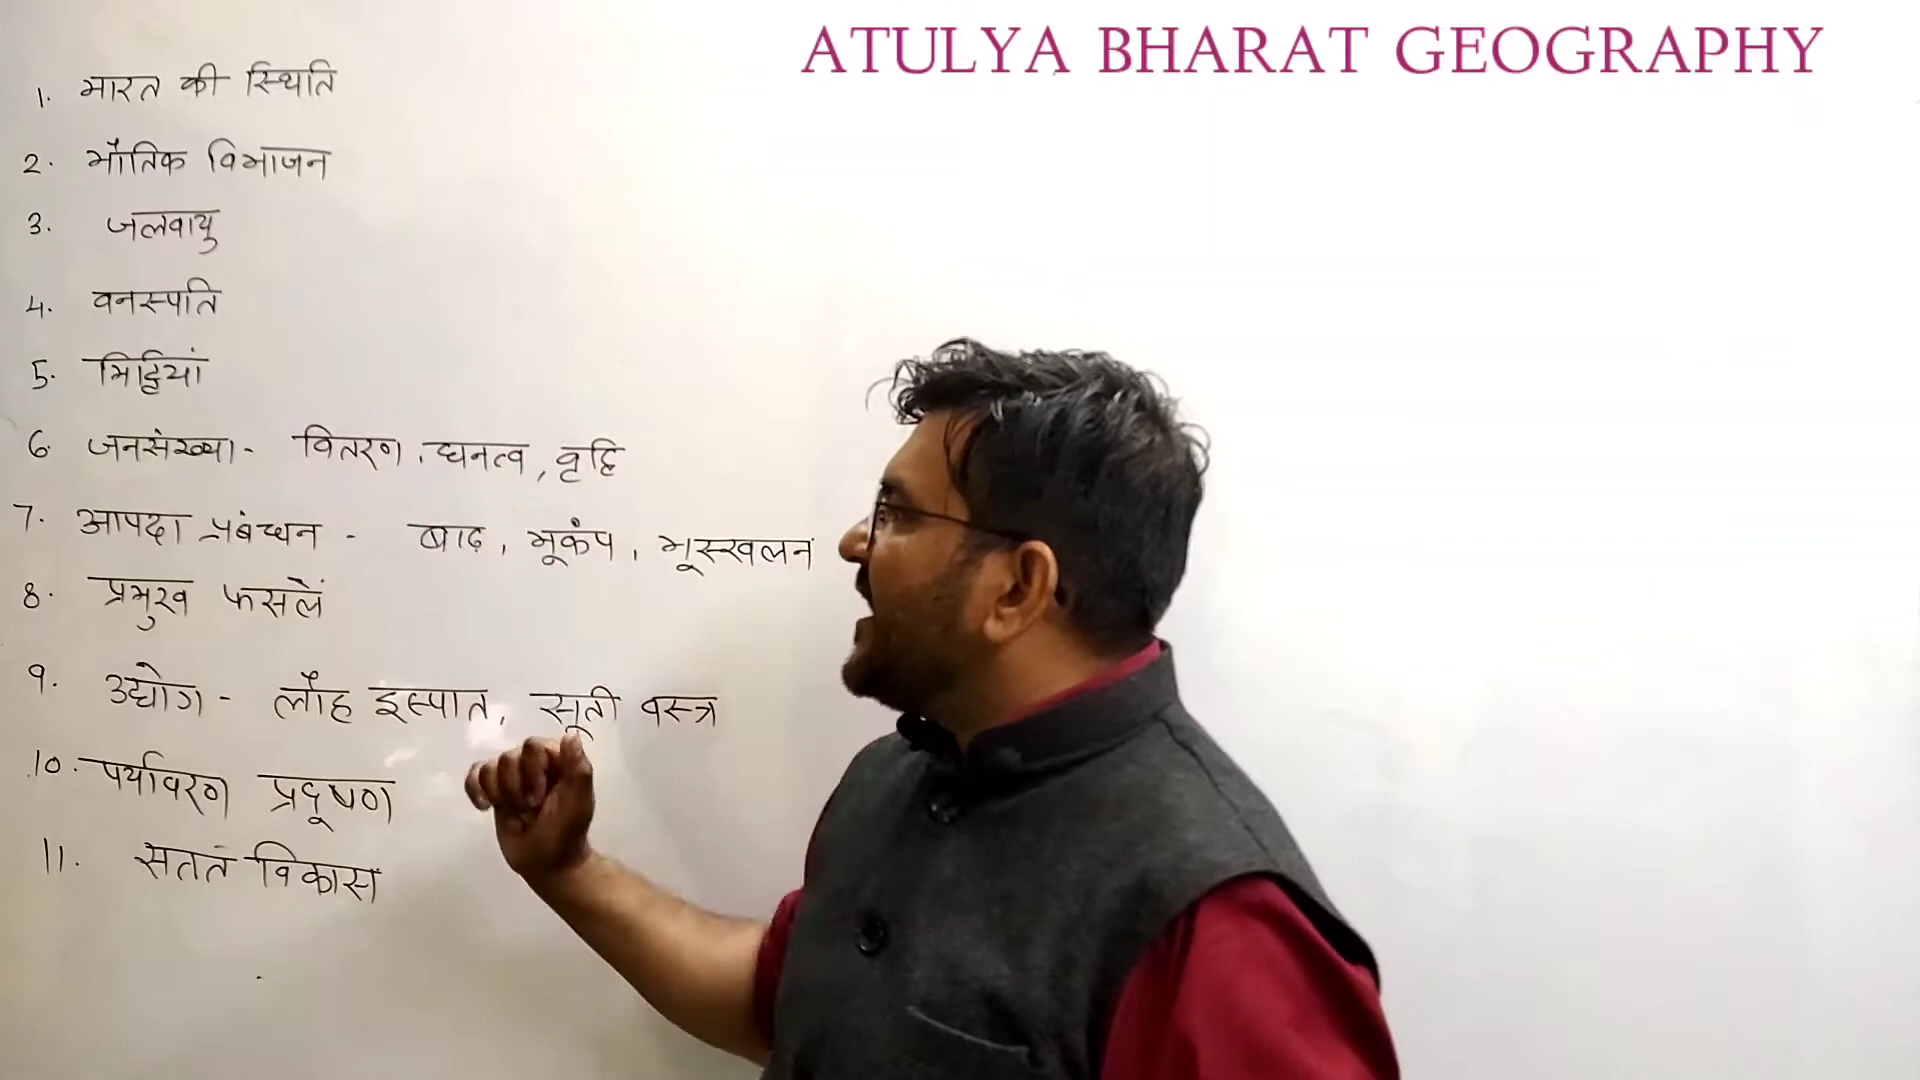 ATULYA BHARAT GEOGRAPHY
1. भारत की स्थिति
2. भौतिक विभाजन
3. जलवायु
4. वनस्पति
5. मिट्टियां
6. जनसंख्या - वितरण, घनत्व, वृद्धि
7. आपदा प्रबंधन - बाढ़, भूकंप, भूस्खलन
8. प्रमुख फसलें
9. उद्योग - लौह इस्पात, सूती वस्त्र
10. पर्यावरण प्रदूषण
11. सतत विकास